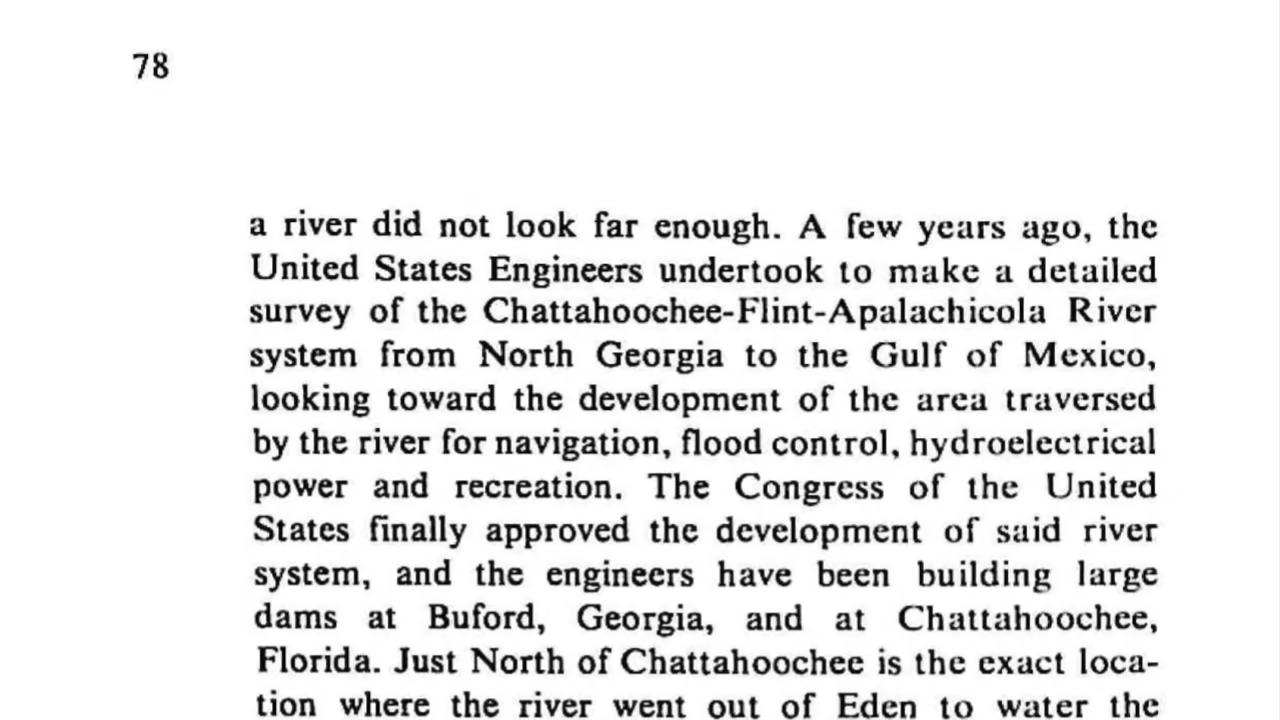 78
a river did not look far enough. A few years ago, the
United States Engineers undertook to make a detailed
survey of the Chattahoochee-Flint-Apalachicola River
system from North Georgia to the Gulf of Mexico,
looking toward the development of the area traversed
by the river for navigation, flood control, hydroelectrical
power and recreation. The Congress of the United
States finally approved the development of said river
system, and the engineers have been building large
dams at Buford, Georgia, and at Chattahoochee,
Florida. Just North of Chattahoochee is the exact loca-
tion where the river went out of Eden to water the